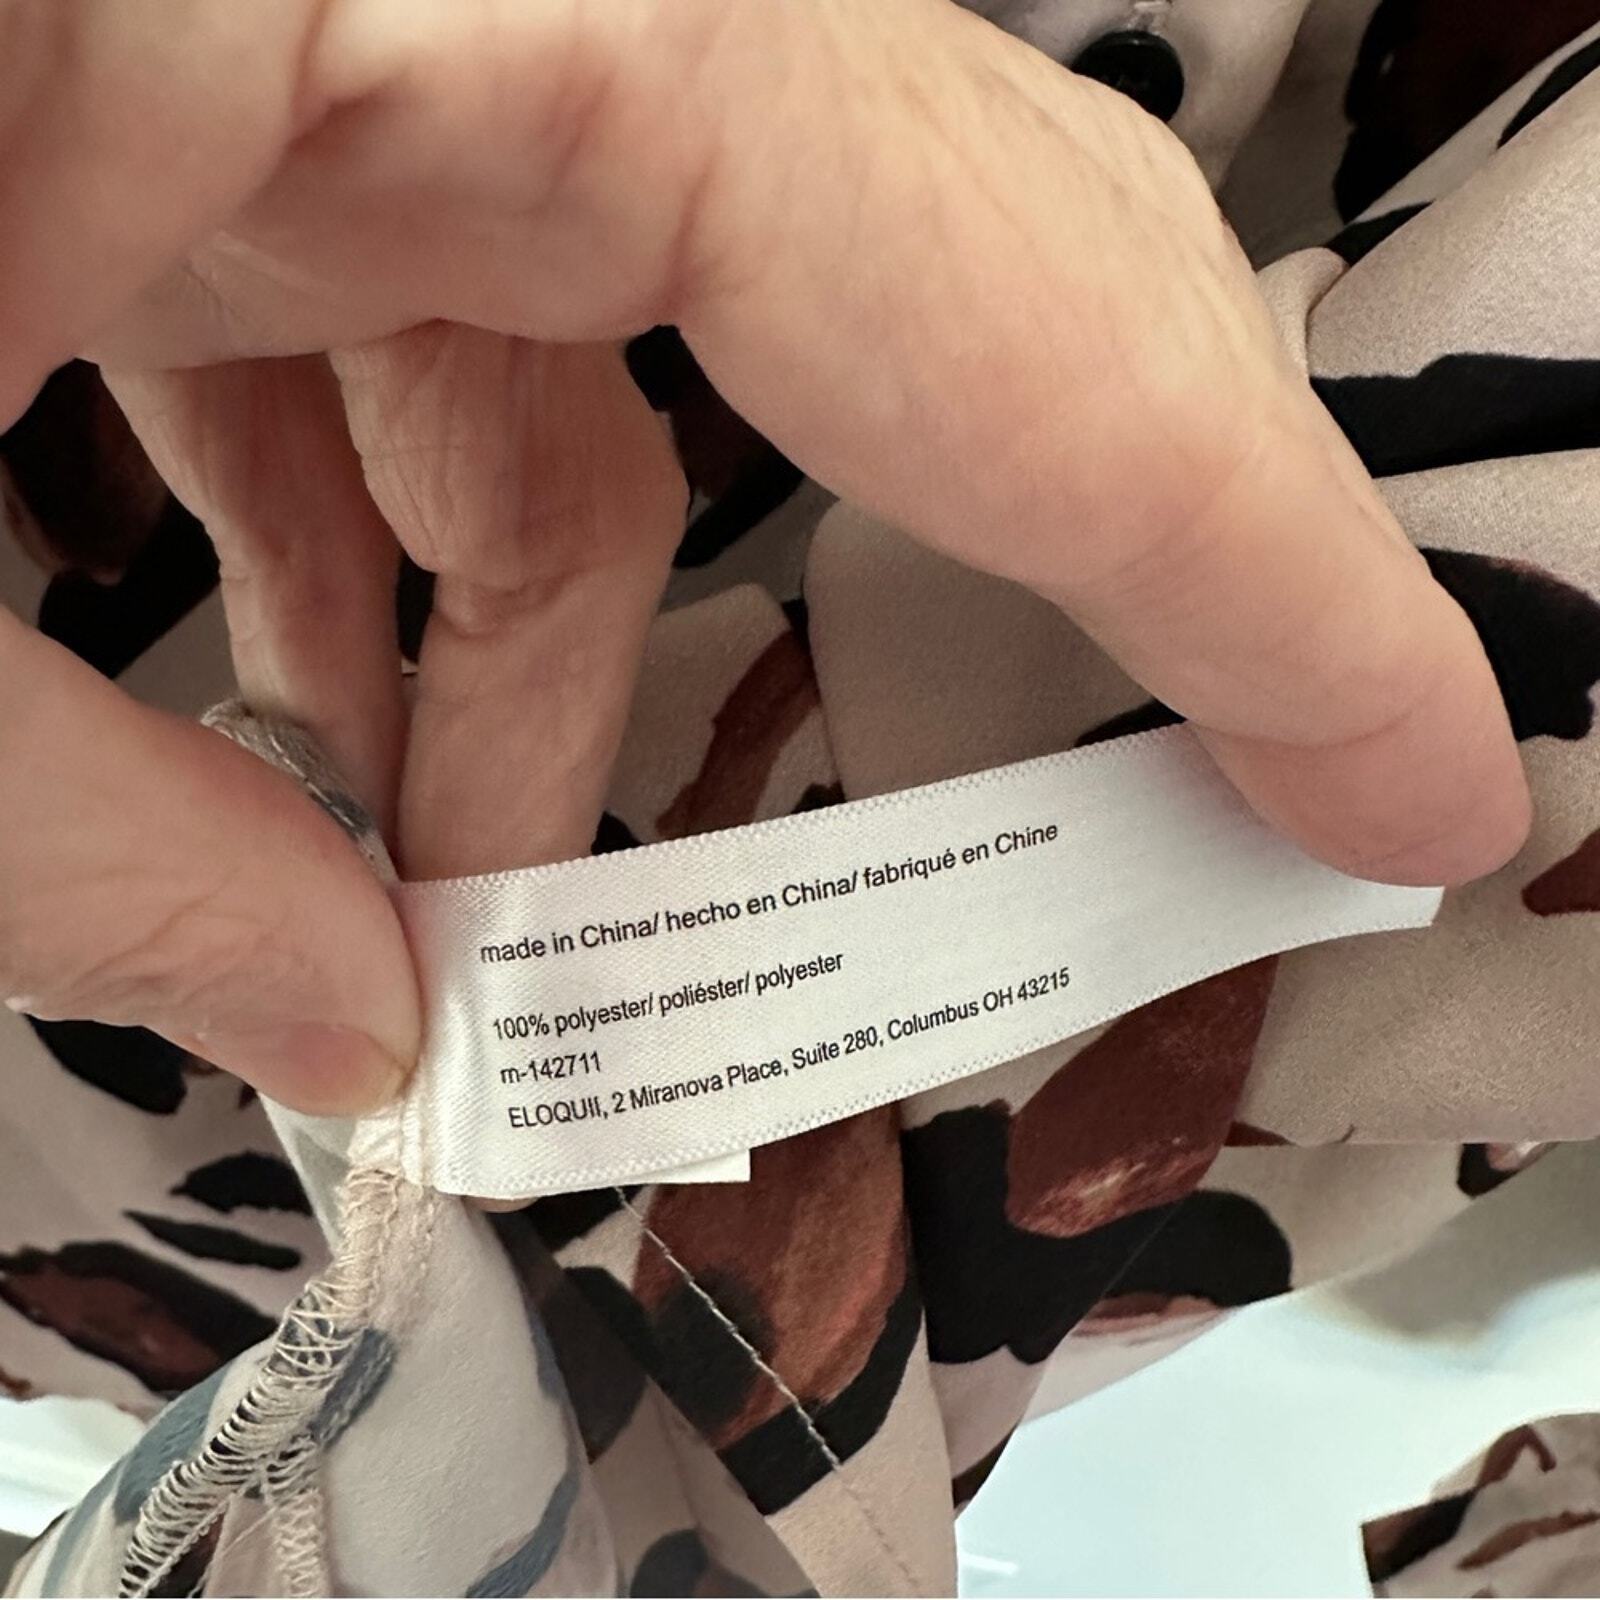 made in China/ hecho en China/ fabriqué en Chine
100% polyester/ poliéster/ polyester
m-142711
ELOQUII, 2 Miranova Place, Suite 280, Columbus OH 43215